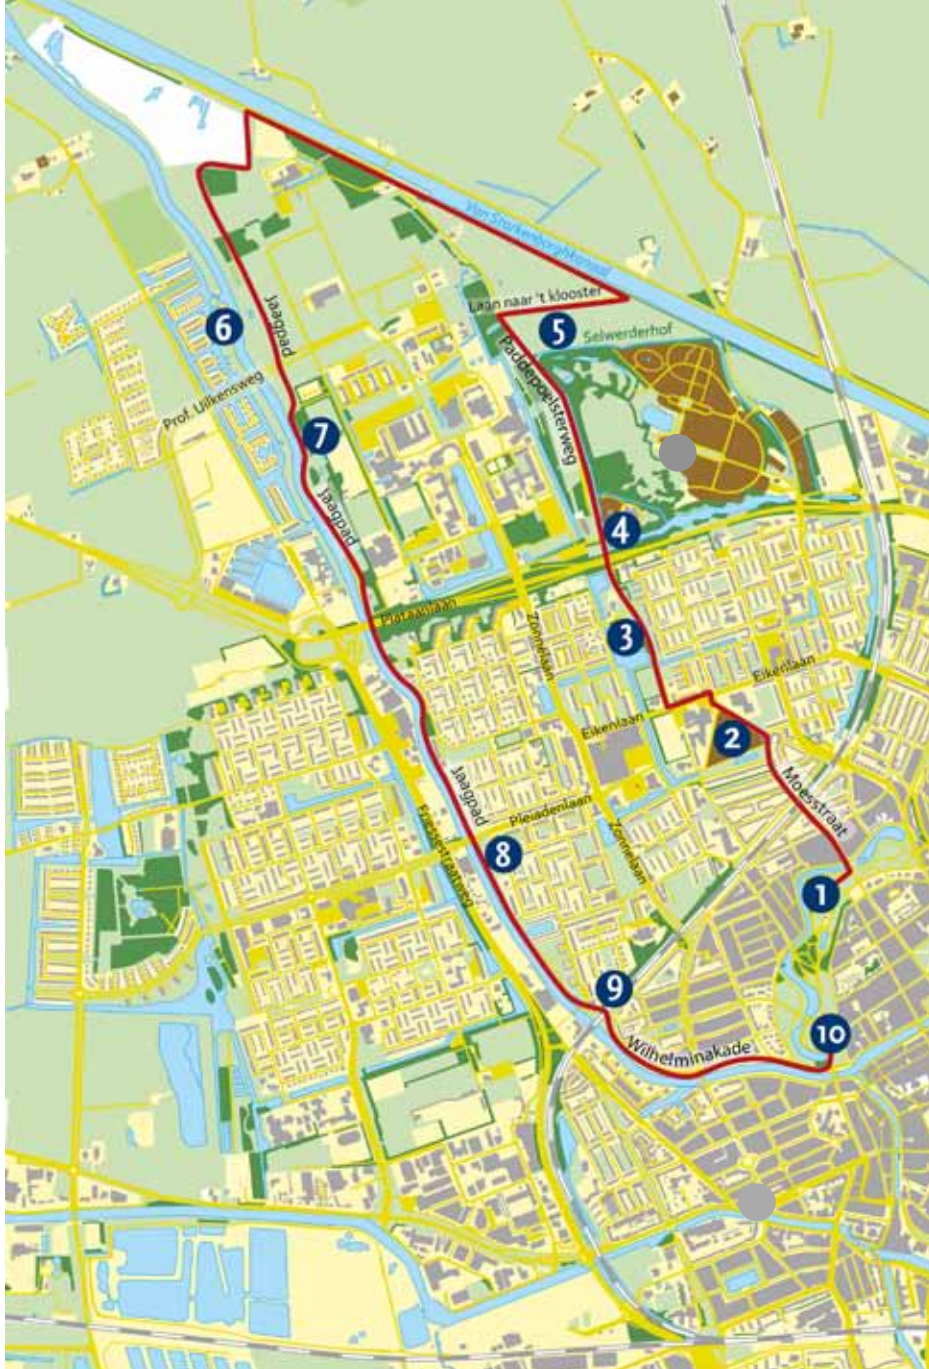 Van Starkenborghkanaal
Laan naar 't klooster
5
Selwerderhof
6
Jaagpad
Paddepoelsterweg
Prof. Uilkensweg
7
Jaagpad
4
Plataanlaan
Zonnelaan
3
Eikenlaan
Eikenlaan
2
Jaagpad
Moesstraat
Pleiadenlaan
Zonnelaan
Friesestraatweg
8
1
9
10
Wilhelminakade